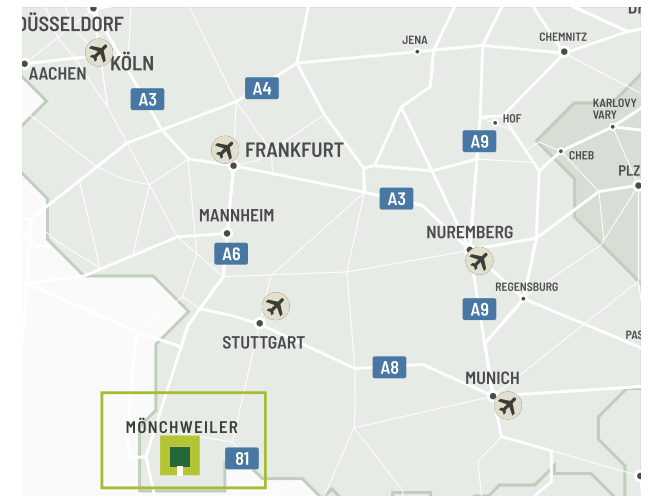 DÜSSELDORF
JENA
CHEMNITZ
KÖLN
AACHEN
A4
A3
KARLOVY
VARY
HOF
A9
FRANKFURT
CHEB
PLZ
A3
MANNHEIM
NUREMBERG
A6
REGENSBURG
A9
STUTTGART
PAS
A8
MUNICH
MÖNCHWEILER
81